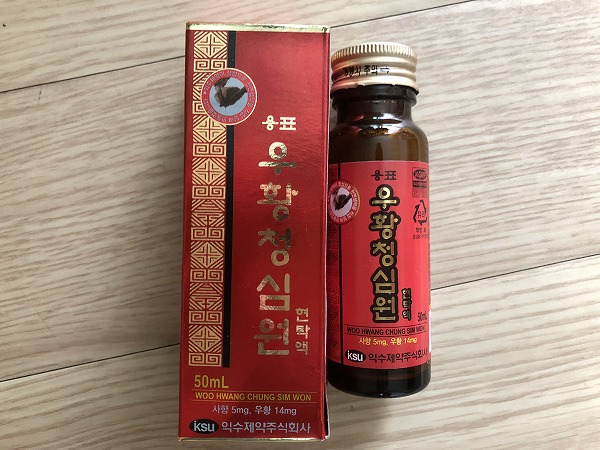 용표
우황청심원
현탁액
50mL
WOO HWANG CHUNG SIM WON
사향 5mg, 우황 14mg
ksu 익수제약주식회사
용표
우황청심원
현탁액
50mL
WOO HWANG CHUNG SIM WON
사향 5mg, 우황 14mg
ksu 익수제약주식회사